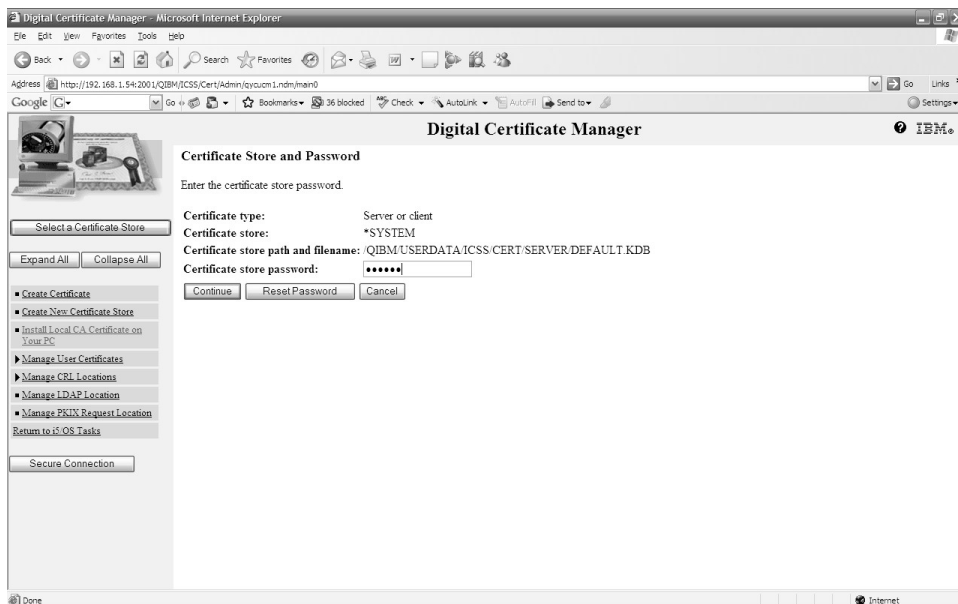 Digital Certificate Manager - Microsoft Internet Explorer
File Edit View Favorites Tools Help
Back Search Favorites
Address http://192.168.1.54:2001/QIBM/ICSS/Cert/Admin/qycucm1.ndm/main0 Go Links
Google G Go Bookmarks 36 blocked Check AutoLink AutoFill Send to Settings
Digital Certificate Manager
IBM
Certificate Store and Password
Enter the certificate store password.
Certificate type: Server or client
Certificate store: *SYSTEM
Certificate store path and filename: /QIBM/USERDATA/ICSS/CERT/SERVER/DEFAULT.KDB
Certificate store password: ••••••
Continue Reset Password Cancel
Select a Certificate Store
Expand All Collapse All
Create Certificate
Create New Certificate Store
Install Local CA Certificate on
Your PC
Manage User Certificates
Manage CRL Locations
Manage LDAP Location
Manage PKIX Request Location
Return to i5/OS Tasks
Secure Connection
Done Internet